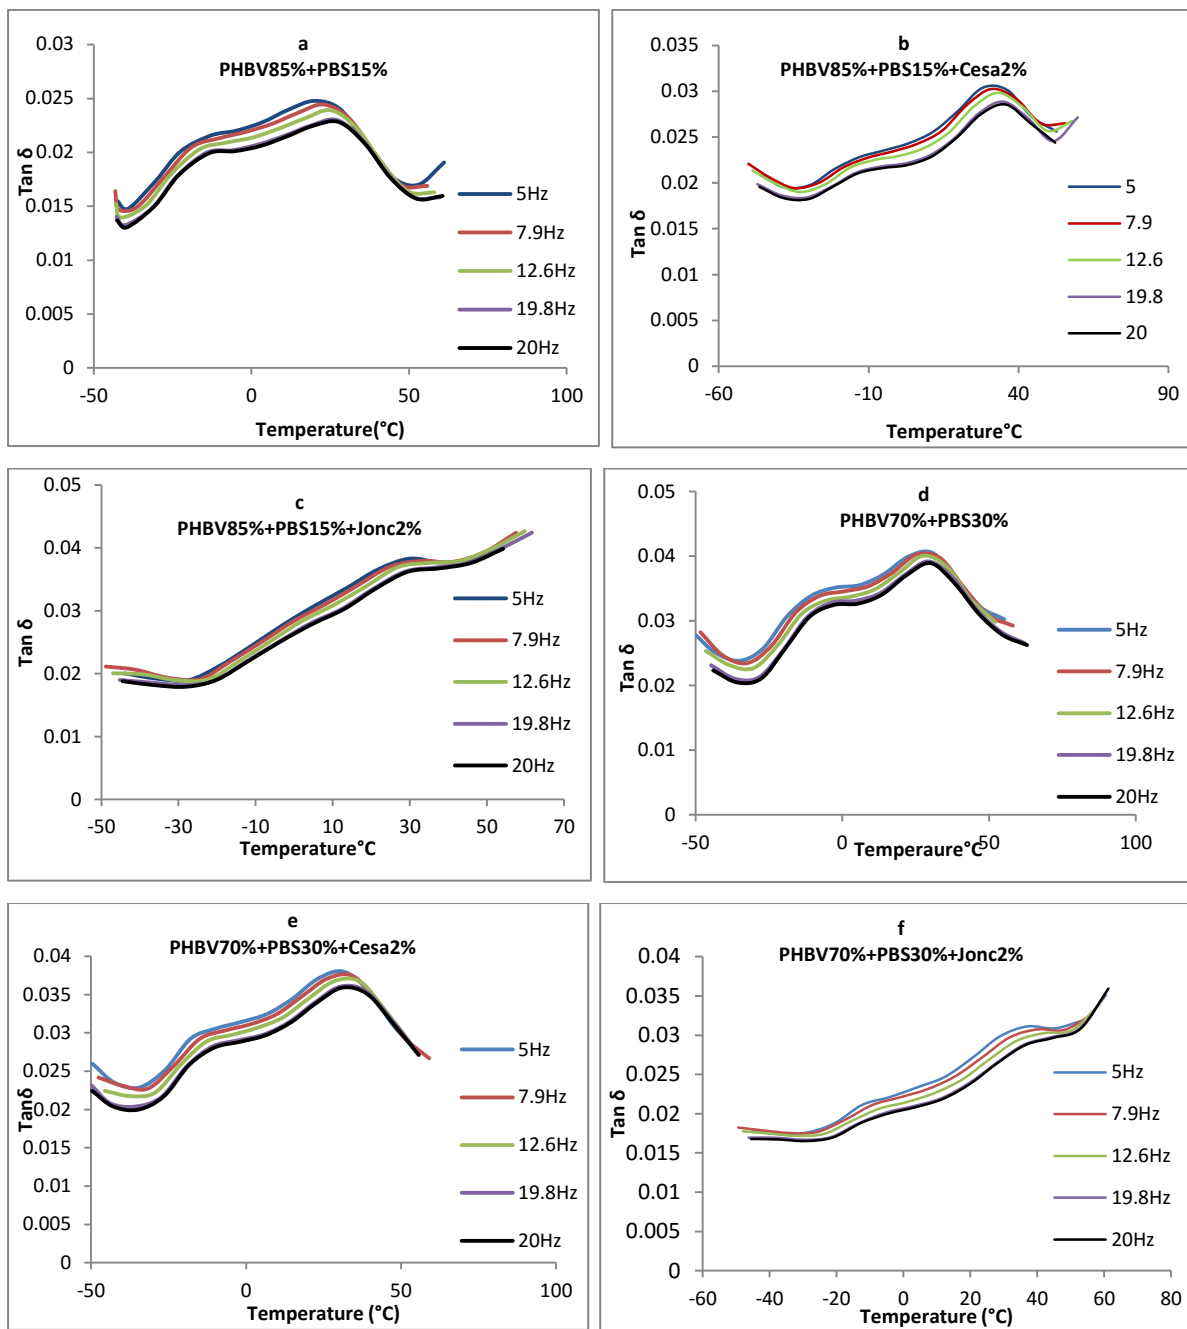 a
PHBV85%+PBS15%
0.03
0.025
0.02
0.015
0.01
0.005
0
Tan δ
-50
0
50
100
Temperature(°C)
5Hz
7.9Hz
12.6Hz
19.8Hz
20Hz
b
PHBV85%+PBS15%+Cesa2%
0.035
0.03
0.025
0.02
0.015
0.01
0.005
0
Tan δ
-60
-10
40
90
Temperature°C
5
7.9
12.6
19.8
20
c
PHBV85%+PBS15%+Jonc2%
0.05
0.04
0.03
0.02
0.01
0
Tan δ
-50
-30
-10
10
30
50
70
Temperature°C
5Hz
7.9Hz
12.6Hz
19.8Hz
20Hz
d
PHBV70%+PBS30%
0.05
0.04
0.03
0.02
0.01
0
Tan δ
-50
0
50
100
Temperaure°C
5Hz
7.9Hz
12.6Hz
19.8Hz
20Hz
e
PHBV70%+PBS30%+Cesa2%
0.04
0.035
0.03
0.025
0.02
0.015
0.01
0.005
0
Tanδ
-50
0
50
100
Temperature (°C)
5Hz
7.9Hz
12.6Hz
19.8Hz
20Hz
f
PHBV70%+PBS30%+Jonc2%
0.04
0.035
0.03
0.025
0.02
0.015
0.01
0.005
0
Tan δ
-60
-40
-20
0
20
40
60
80
Temperature (°C)
5Hz
7.9Hz
12.6Hz
19.8Hz
20Hz